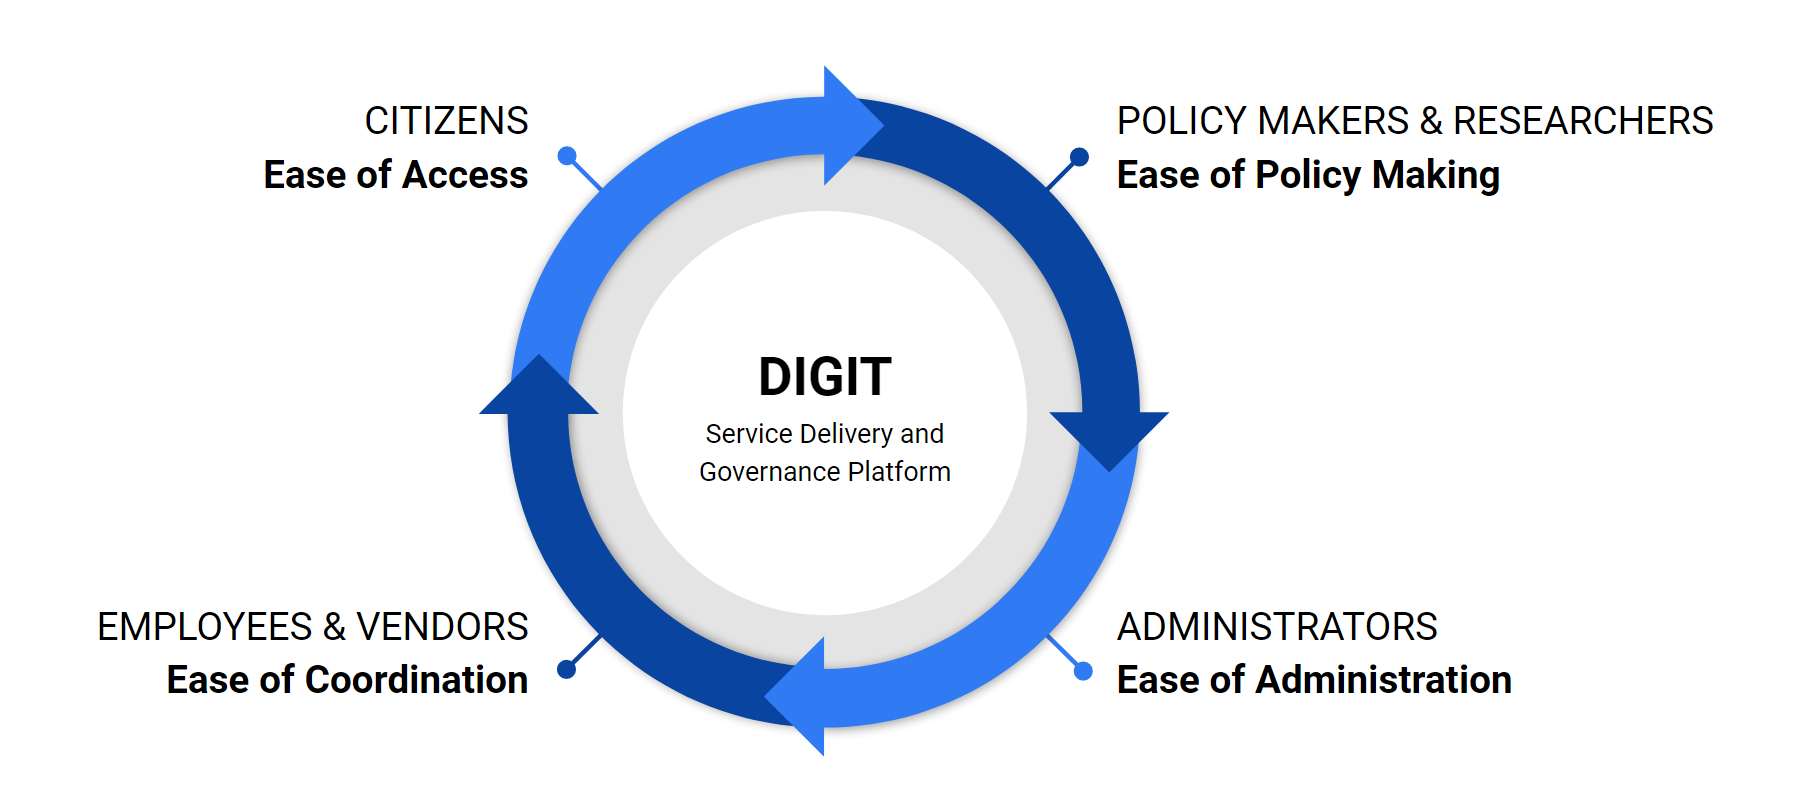 CITIZENS
Ease of Access
POLICY MAKERS & RESEARCHERS
Ease of Policy Making
DIGIT
Service Delivery and
Governance Platform
EMPLOYEES & VENDORS
Ease of Coordination
ADMINISTRATORS
Ease of Administration